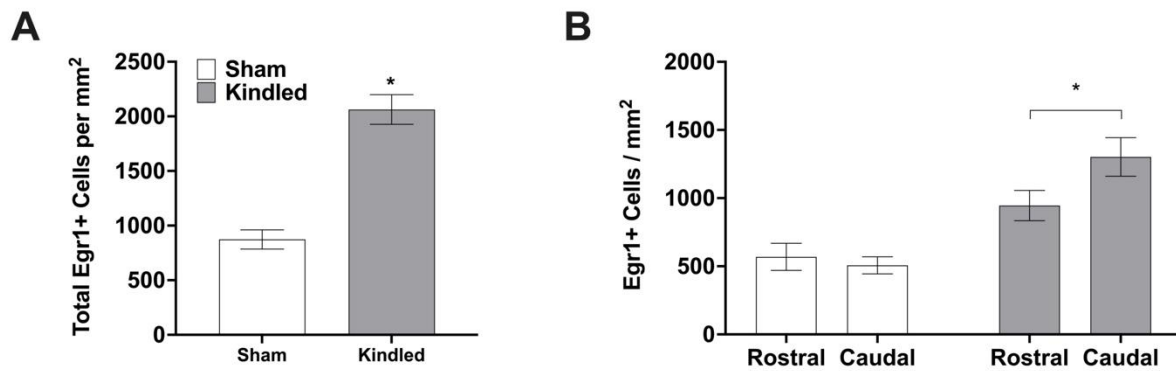 A
Total Egr1+ Cells per mm²
2500
2000
1500
1000
500
0
Sham
Kindled
*
Sham
Kindled
B
Egr1+ Cells / mm²
2000
1500
1000
500
0
*
Rostral
Caudal
Rostral
Caudal